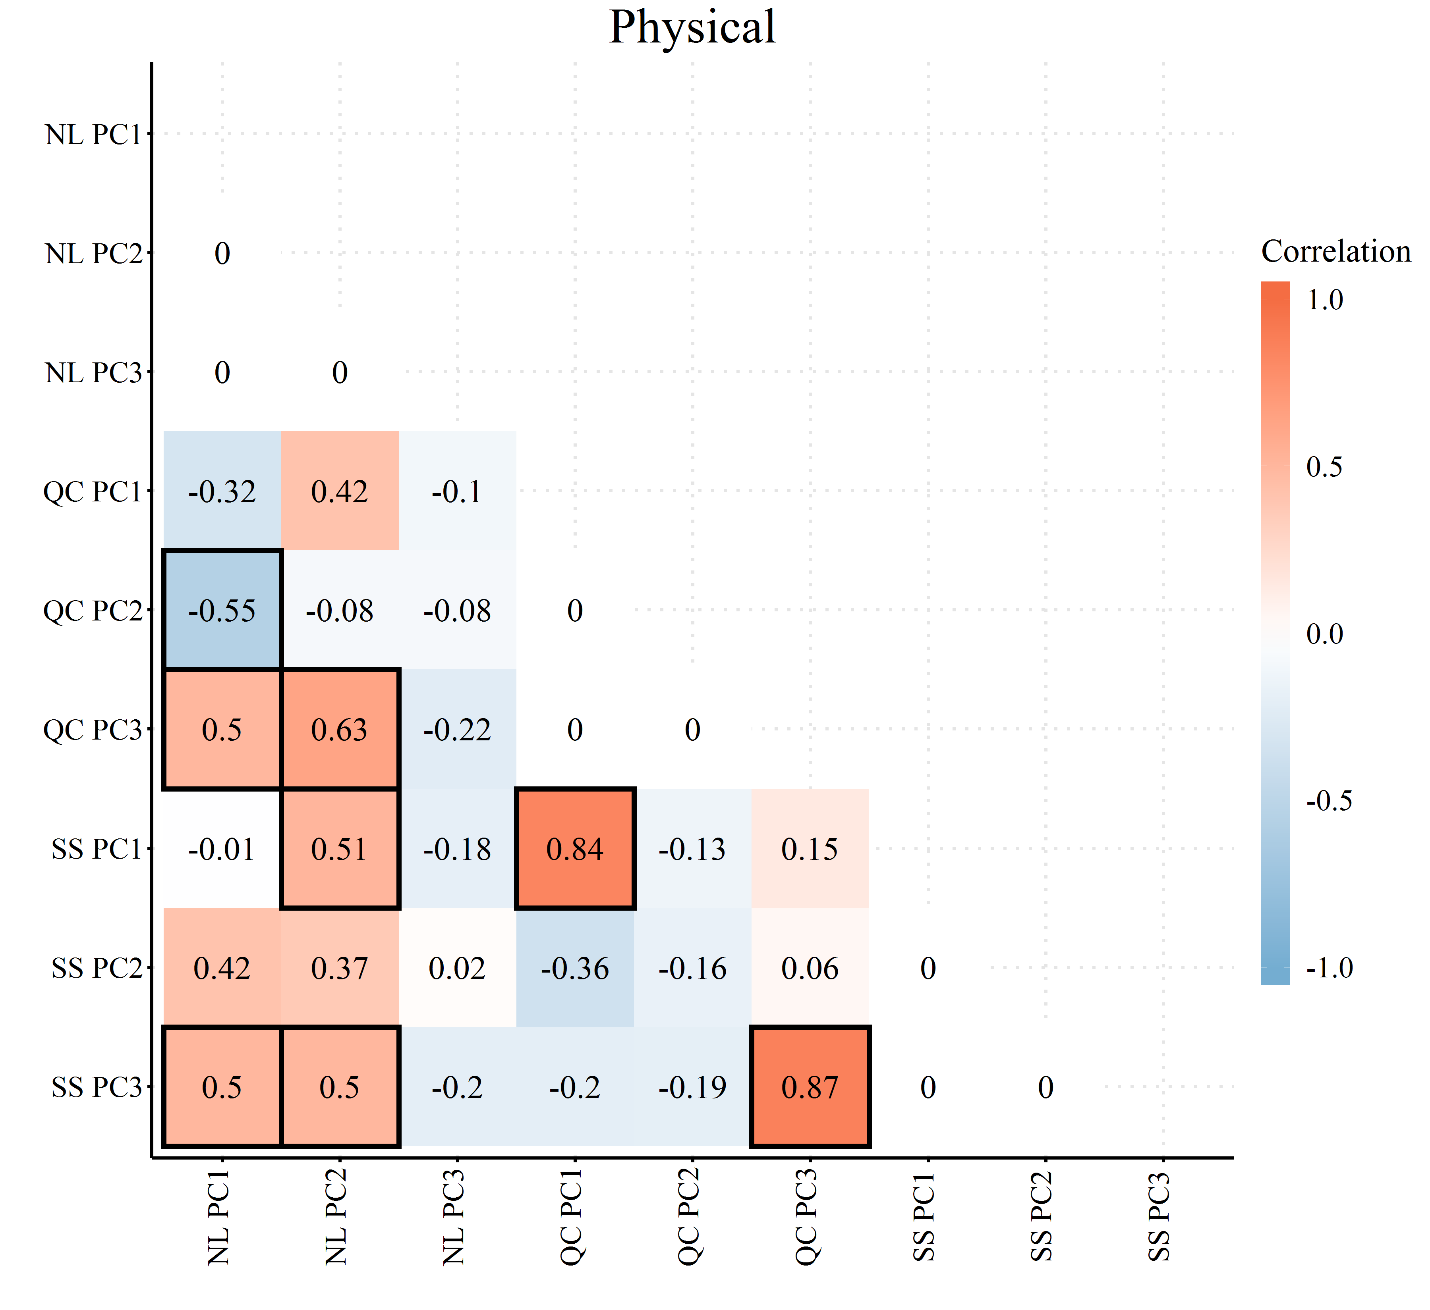 Physical
NL PC1
NL PC2 0
NL PC3 0 0
QC PC1 -0.32 0.42 -0.1
QC PC2 -0.55 -0.08 -0.08 0
QC PC3 0.5 0.63 -0.22 0 0
SS PC1 -0.01 0.51 -0.18 0.84 -0.13 0.15
SS PC2 0.42 0.37 0.02 -0.36 -0.16 0.06 0
SS PC3 0.5 0.5 -0.2 -0.2 -0.19 0.87 0 0
NL PC1
NL PC2
NL PC3
QC PC1
QC PC2
QC PC3
SS PC1
SS PC2
SS PC3
Correlation
1.0
0.5
0.0
-0.5
-1.0